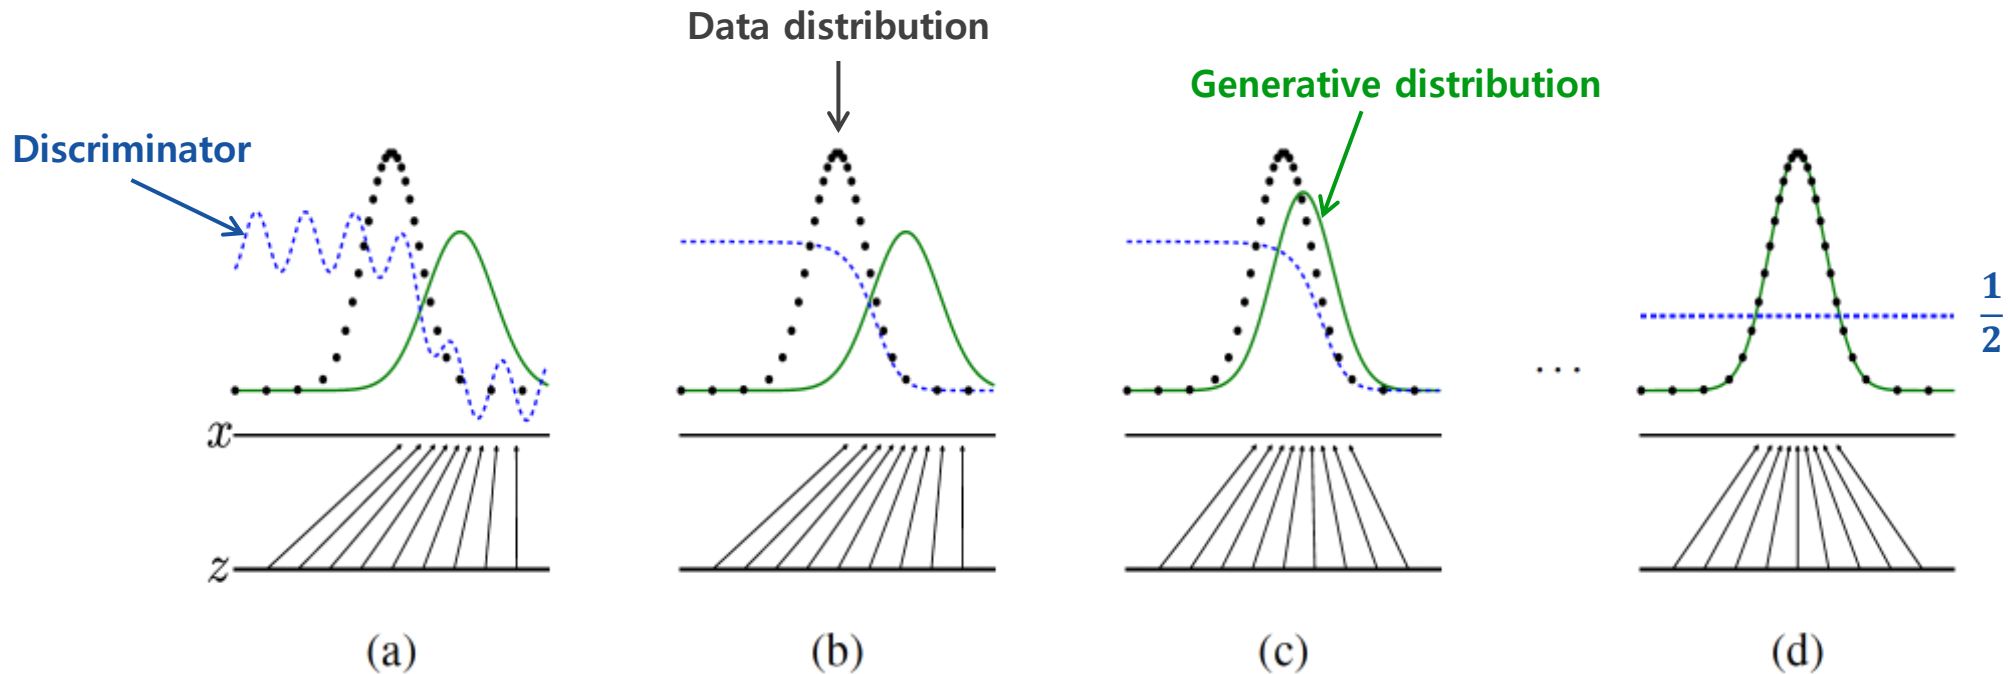 Data distribution
Generative distribution
Discriminator
1
2
...
x
z
(a)
(b)
(c)
(d)